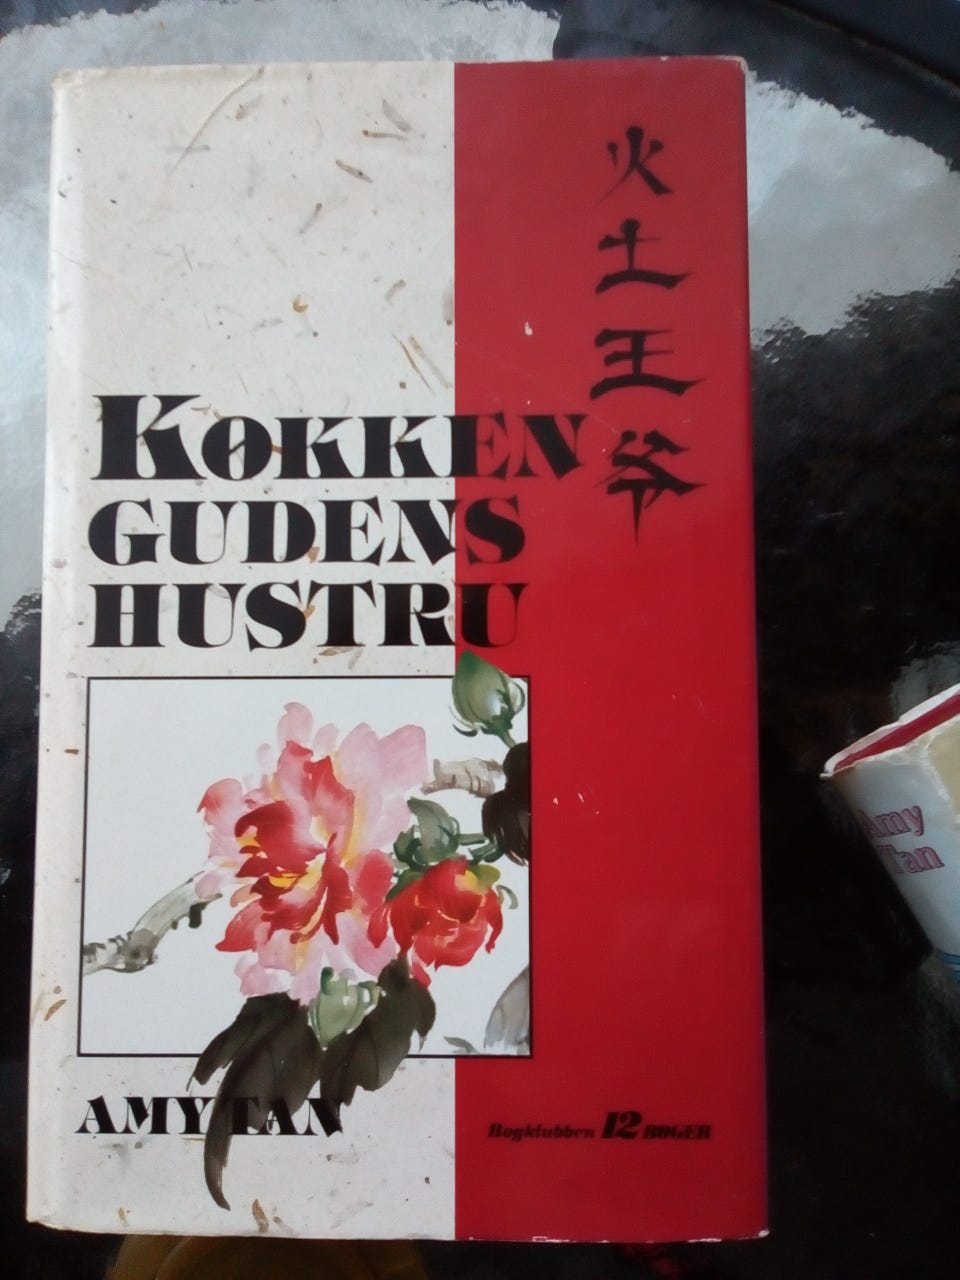 火土王爷
KØKKEN
GUDENS
HUSTRU
AMY TAN
Bogklubben 12 BØGER
Amy
Tan